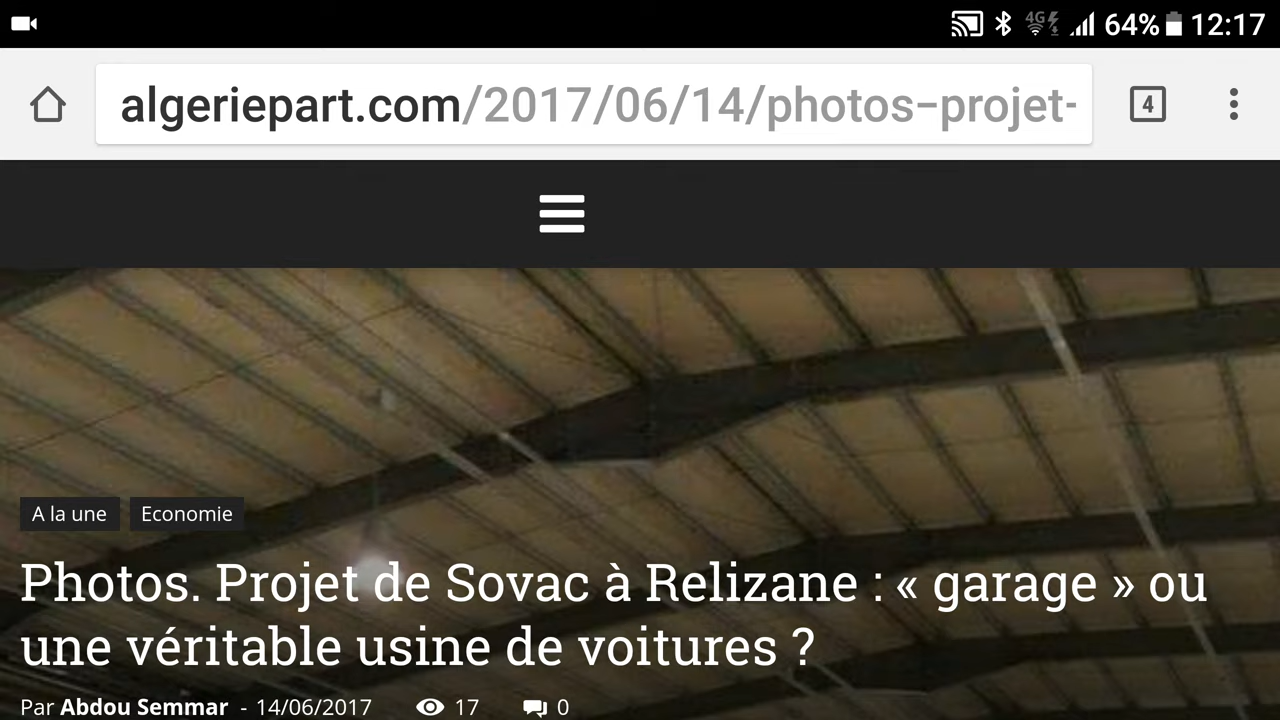 4G 64% 12:17
algeriepart.com/2017/06/14/photos-projet- 4
A la une Economie
Photos. Projet de Sovac à Relizane : « garage » ou
une véritable usine de voitures ?
Par Abdou Semmar - 14/06/2017 17 0